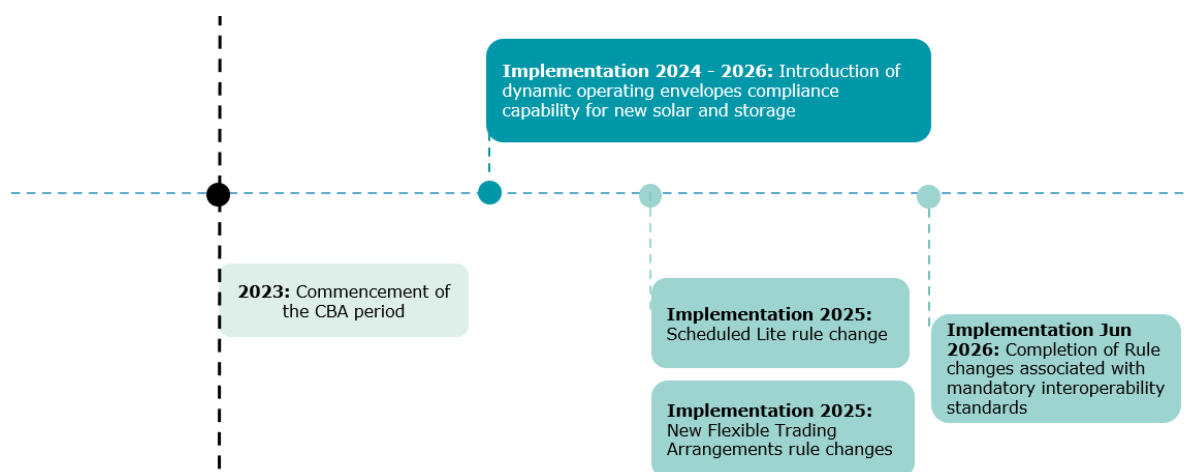 Implementation 2024 - 2026: Introduction of
dynamic operating envelopes compliance
capability for new solar and storage
2023: Commencement of
the CBA period
Implementation 2025:
Scheduled Lite rule change
Implementation 2025:
New Flexible Trading
Arrangements rule changes
Implementation Jun
2026: Completion of Rule
changes associated with
mandatory interoperability
standards